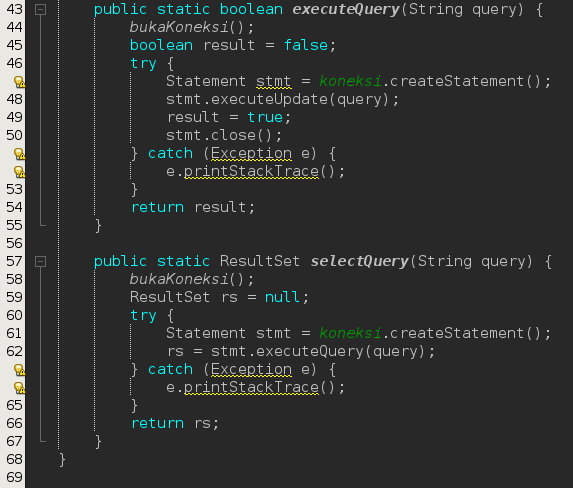 43 public static boolean executeQuery(String query) {
44 bukaKoneksi();
45 boolean result = false;
46 try {
Statement stmt = koneksi.createStatement();
48 stmt.executeUpdate(query);
49 result = true;
50 stmt.close();
} catch (Exception e) {
e.printStackTrace();
53 }
54 return result;
55 }
56
57 public static ResultSet selectQuery(String query) {
58 bukaKoneksi();
59 ResultSet rs = null;
60 try {
61 Statement stmt = koneksi.createStatement();
62 rs = stmt.executeQuery(query);
} catch (Exception e) {
e.printStackTrace();
65 }
66 return rs;
67 }
68 }
69